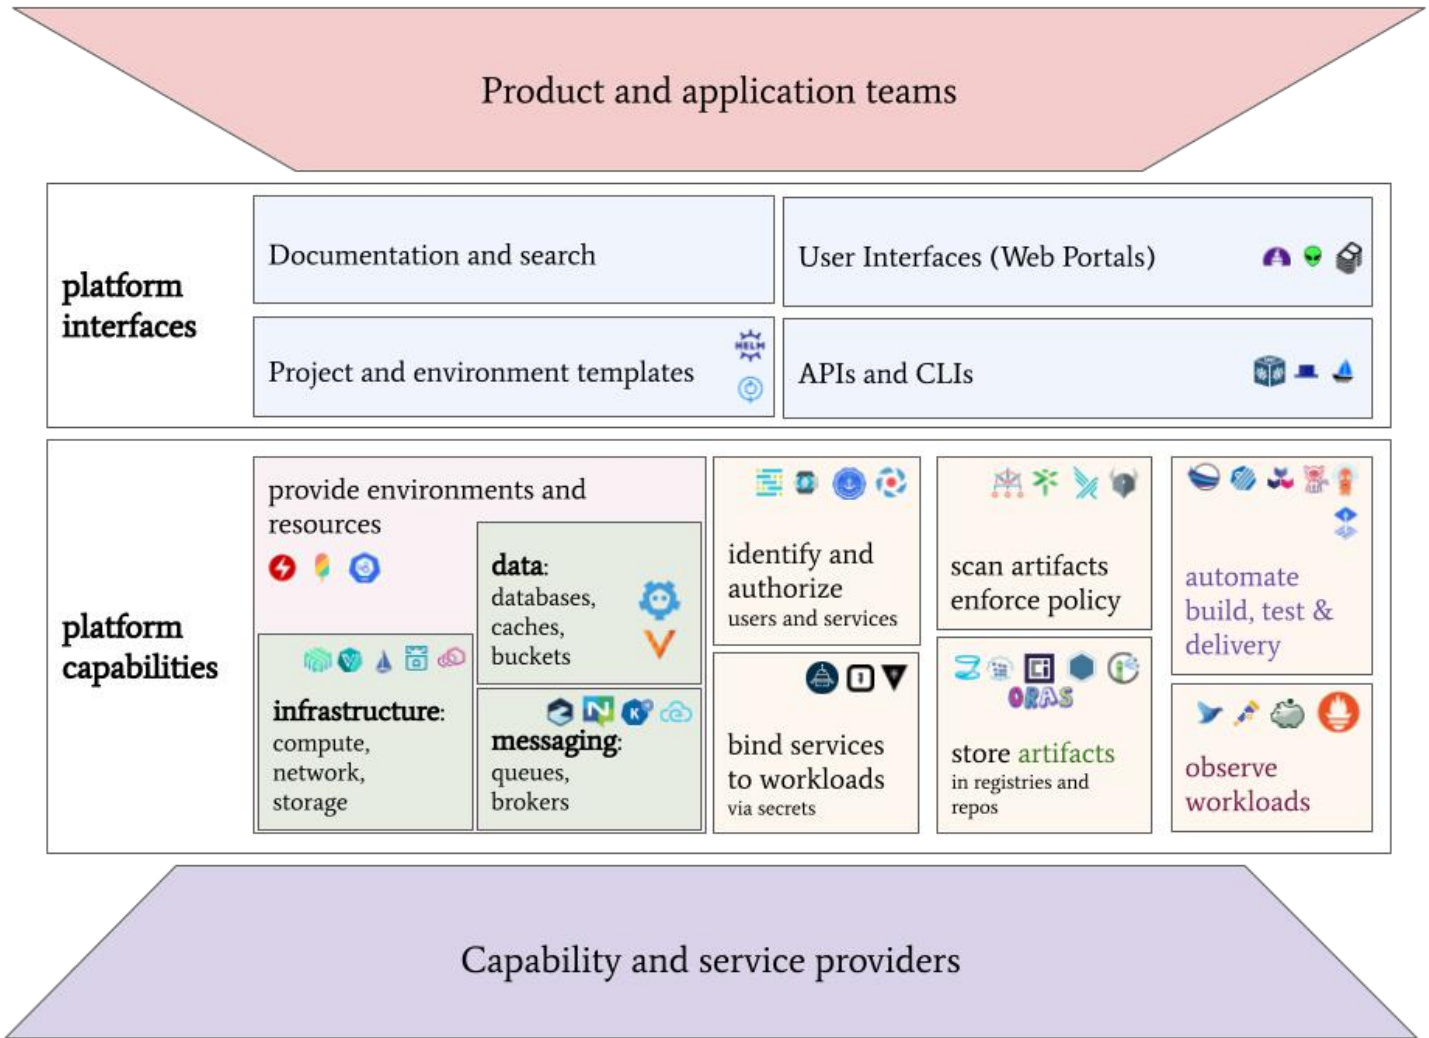 Product and application teams
platform
interfaces
Documentation and search
User Interfaces (Web Portals)
Project and environment templates
HELM
APIs and CLIs
platform
capabilities
provide environments and
resources
infrastructure:
compute,
network,
storage
data:
databases,
caches,
buckets
messaging:
queues,
brokers
identify and
authorize
users and services
bind services
to workloads
via secrets
scan artifacts
enforce policy
ORAS
store artifacts
in registries and
repos
automate
build, test &
delivery
observe
workloads
Capability and service providers